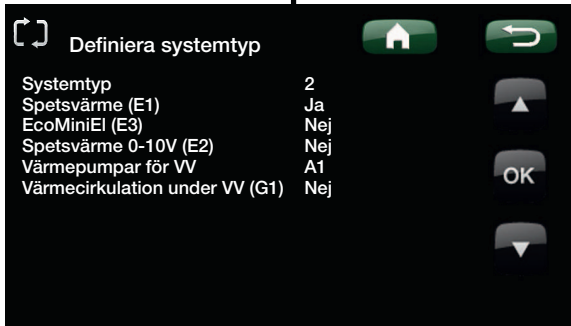 Definiera systemtyp
Systemtyp 2
Spetsvärme (E1) Ja
EcoMiniEl (E3) Nej
Spetsvärme 0-10V (E2) Nej
Värmepumpar för VV A1
Värmecirkulation under VV (G1) Nej
OK